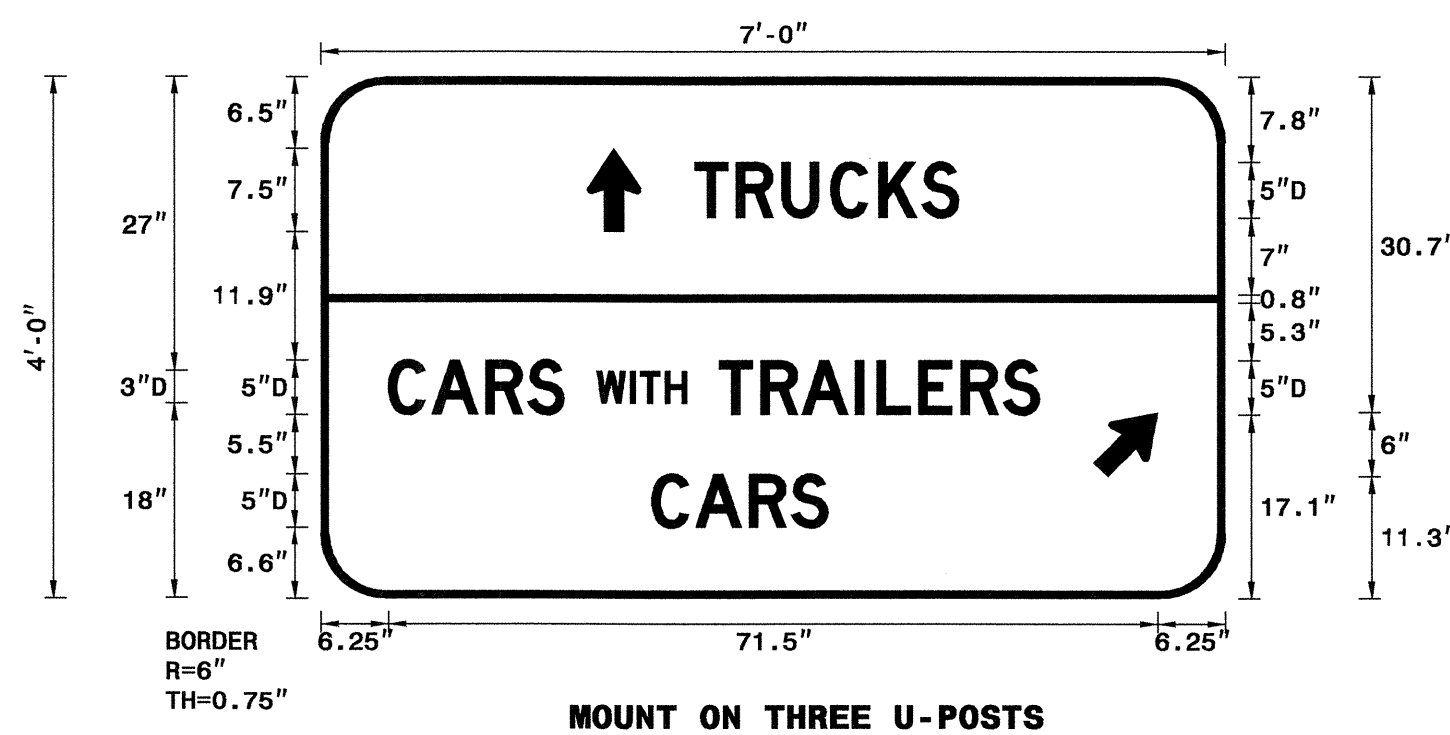 7'-0"
6.5" 7.8"
TRUCKS
7.5" 5"D
27" 7" 30.7'
11.9" 0.8"
4'-0" 5.3"
3"D 5"D CARS WITH TRAILERS 5"D
5.5" 6"
18" 5"D CARS 17.1"
11.3'
6.6"
BORDER 6.25" 71.5" 6.25"
R=6"
TH=0.75"
MOUNT ON THREE U-POSTS